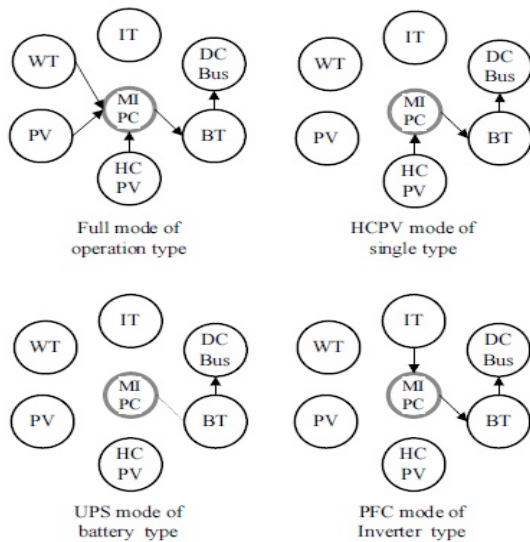 IT
WT
DC
Bus
MI
PC
PV
BT
HC
PV
Full mode of
operation type
IT
WT
DC
Bus
MI
PC
PV
BT
HC
PV
HCPV mode of
single type
IT
WT
DC
Bus
MI
PC
PV
BT
HC
PV
UPS mode of
battery type
IT
WT
DC
Bus
MI
PC
PV
BT
HC
PV
PFC mode of
Inverter type